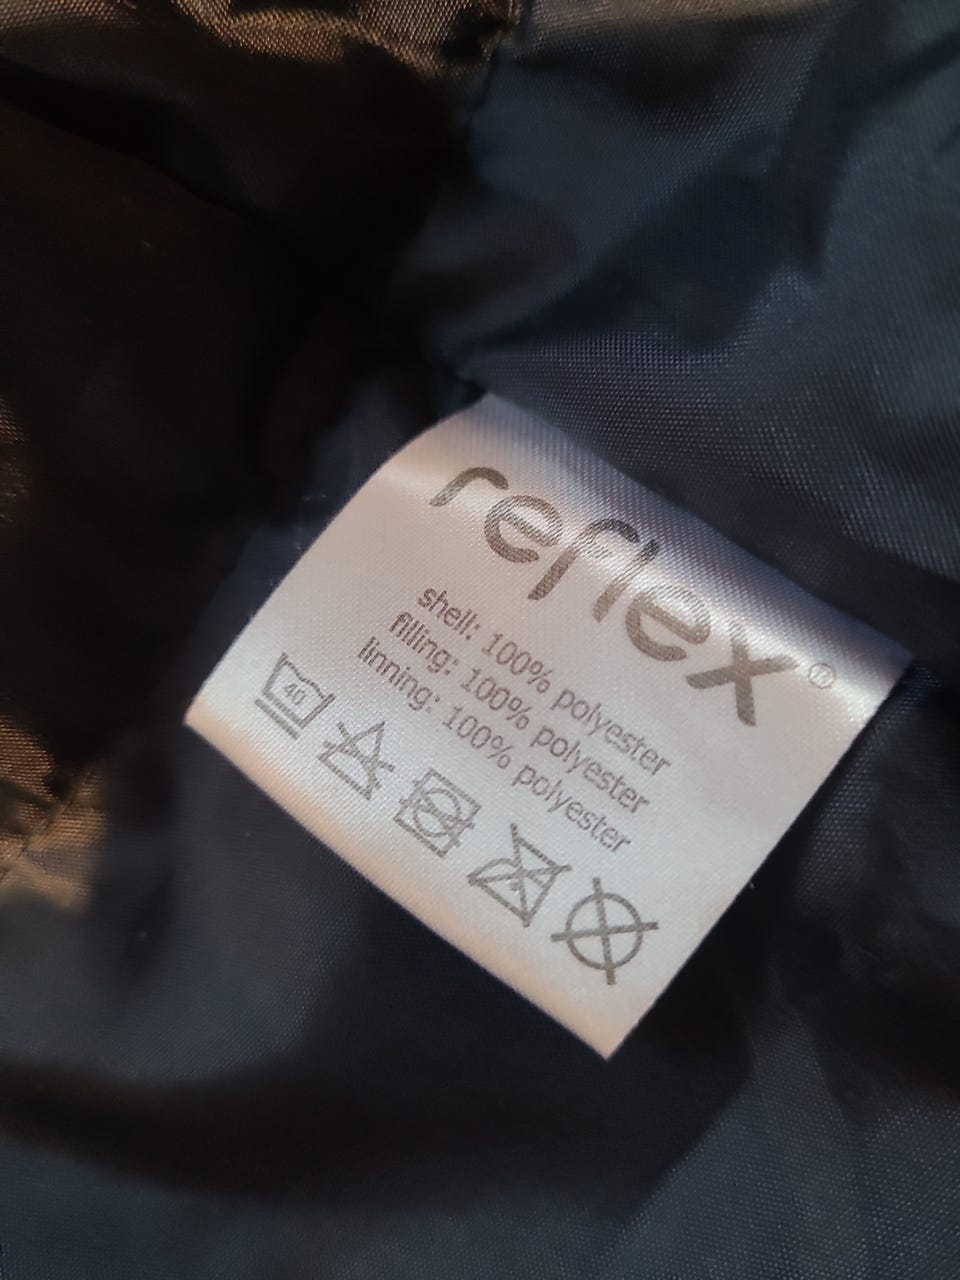 reflex®
shell: 100% polyester
filling: 100% polyester
linning: 100% polyester
40